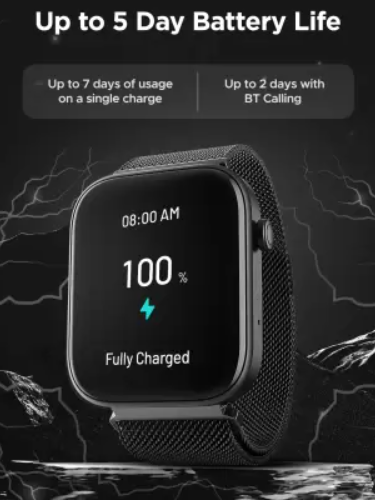 Up to 5 Day Battery Life
Up to 7 days of usage
on a single charge
Up to 2 days with
BT Calling
08:00 AM
100 %
Fully Charged